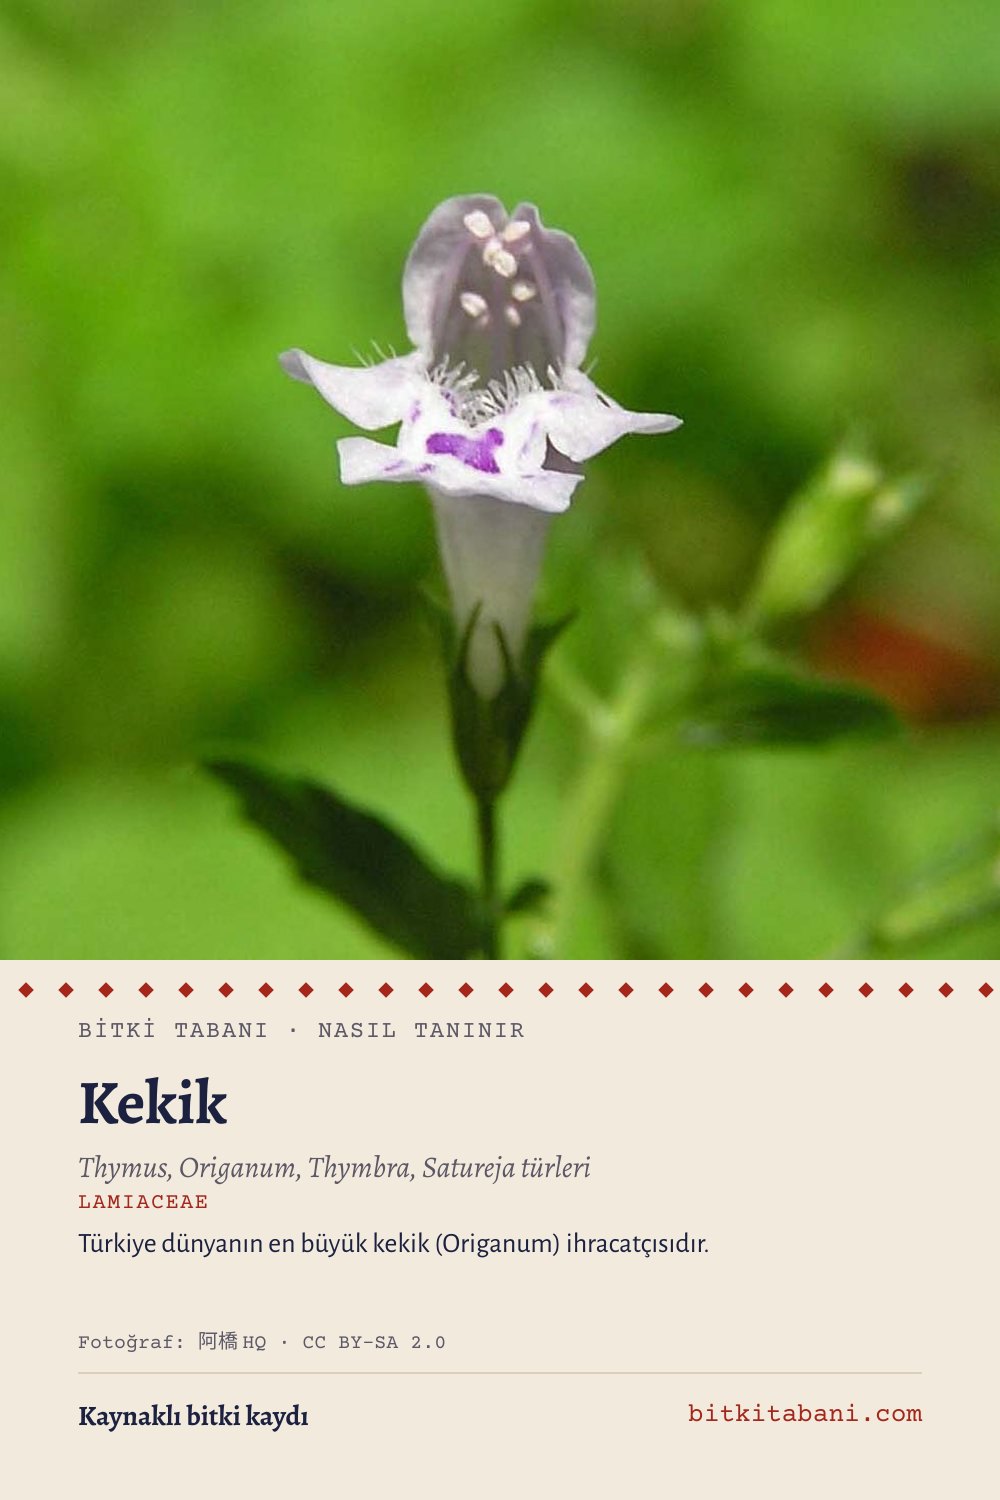 BİTKİ TABANI · NASIL TANINIR
Kekik
Thymus, Origanum, Thymbra, Satureja türleri
LAMIACEAE
Türkiye dünyanın en büyük kekik (Origanum) ihracatçısıdır.
Fotoğraf: 阿橋 HQ · CC BY-SA 2.0
Kaynaklı bitki kaydı
bitkitabani.com